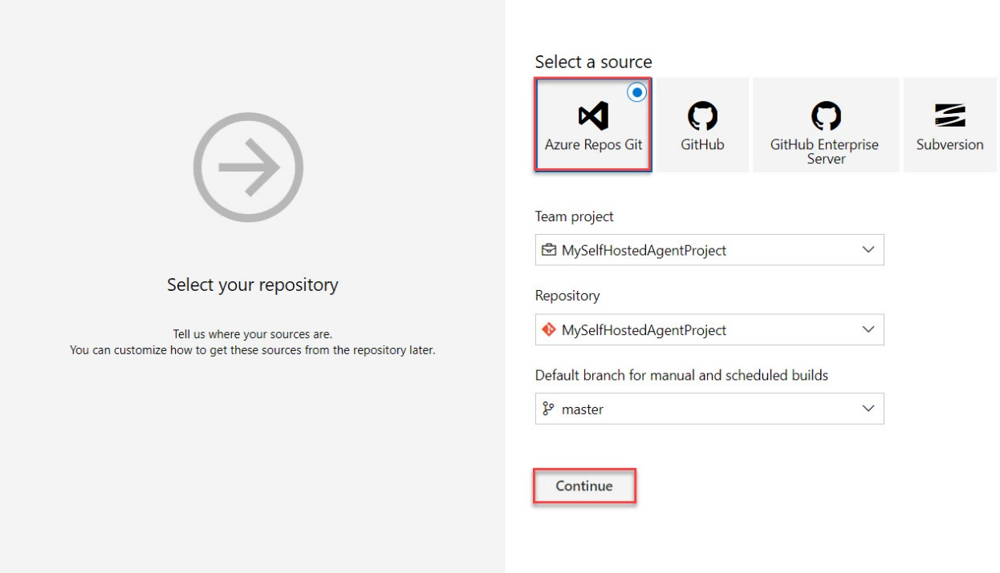 Select your repository
Tell us where your sources are.
You can customize how to get these sources from the repository later.
Select a source
Azure Repos Git
GitHub
GitHub Enterprise
Server
Subversion
Team project
MySelfHostedAgentProject
Repository
MySelfHostedAgentProject
Default branch for manual and scheduled builds
master
Continue